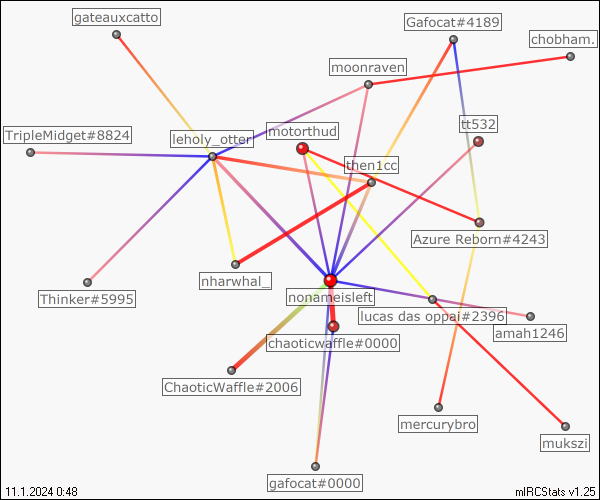 gateauxcatto
Gafocat#4189
chobham.
moonraven
tt532
TripleMidget#8824
leholy_otter
motorthud
then1cc
Azure Reborn#4243
nharwhal_
Thinker#5995
nonameisleft
lucas das oppai#2396
amah1246
chaoticwaffle#0000
ChaoticWaffle#2006
mercurybro
mukszi
gafocat#0000
11.1.2024 0:48
mIRCStats v1.25